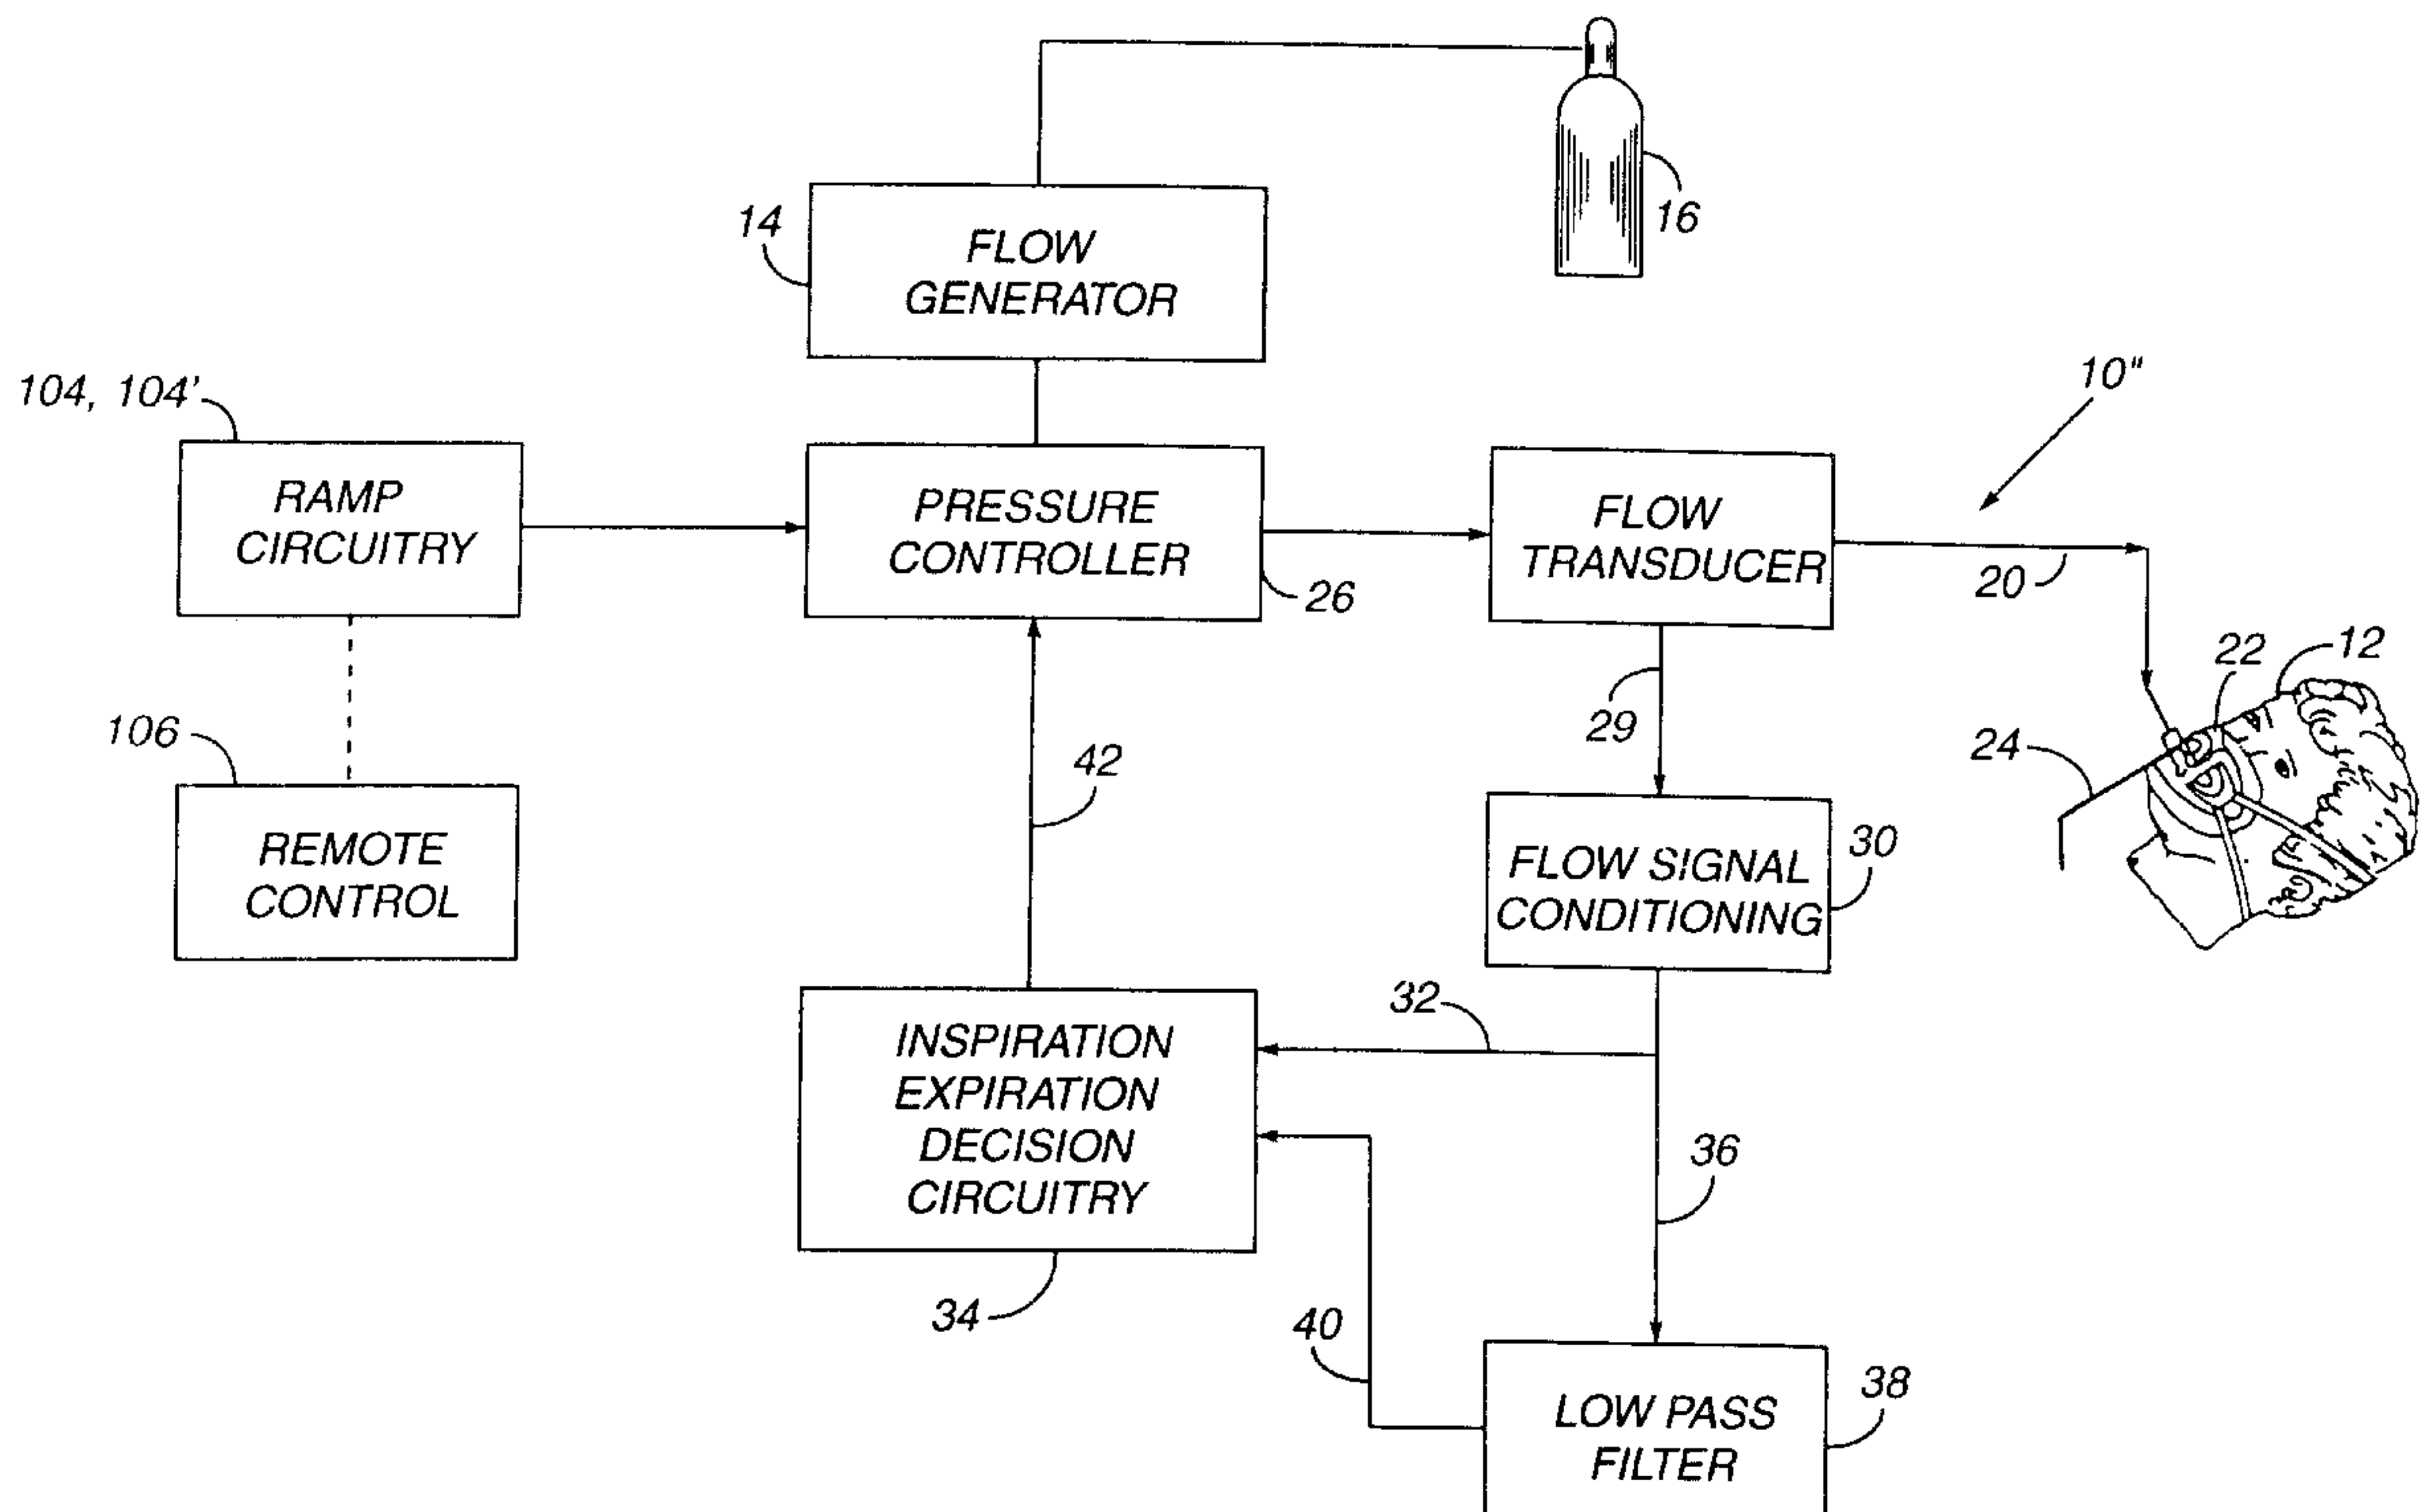 16
14
FLOW
GENERATOR
104, 104'
10"
RAMP
CIRCUITRY
PRESSURE
CONTROLLER
26
FLOW
TRANSDUCER
20
22
12
24
106
REMOTE
CONTROL
42
29
FLOW SIGNAL
CONDITIONING
30
32
INSPIRATION
EXPIRATION
DECISION
CIRCUITRY
34
36
40
LOW PASS
FILTER
38